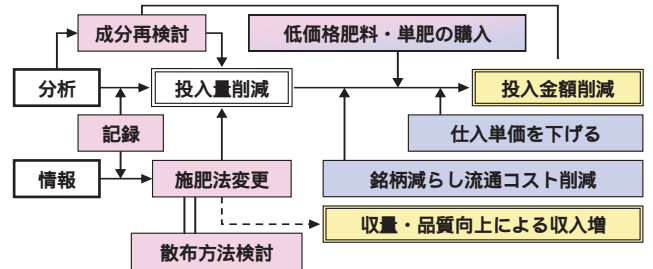 成分再検討
低価格肥料・単肥の購入
分析
投入量削減
投入金額削減
記録
仕入単価を下げる
情報
施肥法変更
銘柄減らし流通コスト削減
収量・品質向上による収入増
散布方法検討